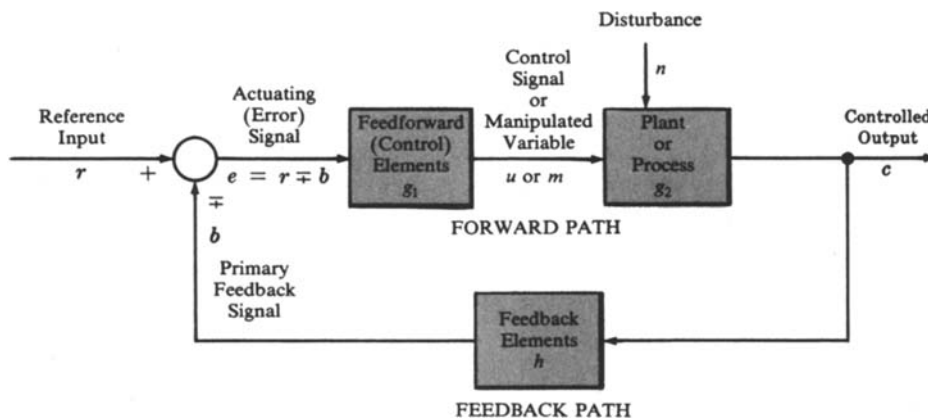 Disturbance
n
Control
Signal
or
Manipulated
Variable
u or m
Actuating
(Error)
Signal
e = r ∓ b
Reference
Input
r
+
∓
b
Feedforward
(Control)
Elements
g₁
Plant
or
Process
g₂
Controlled
Output
c
FORWARD PATH
Primary
Feedback
Signal
Feedback
Elements
h
FEEDBACK PATH